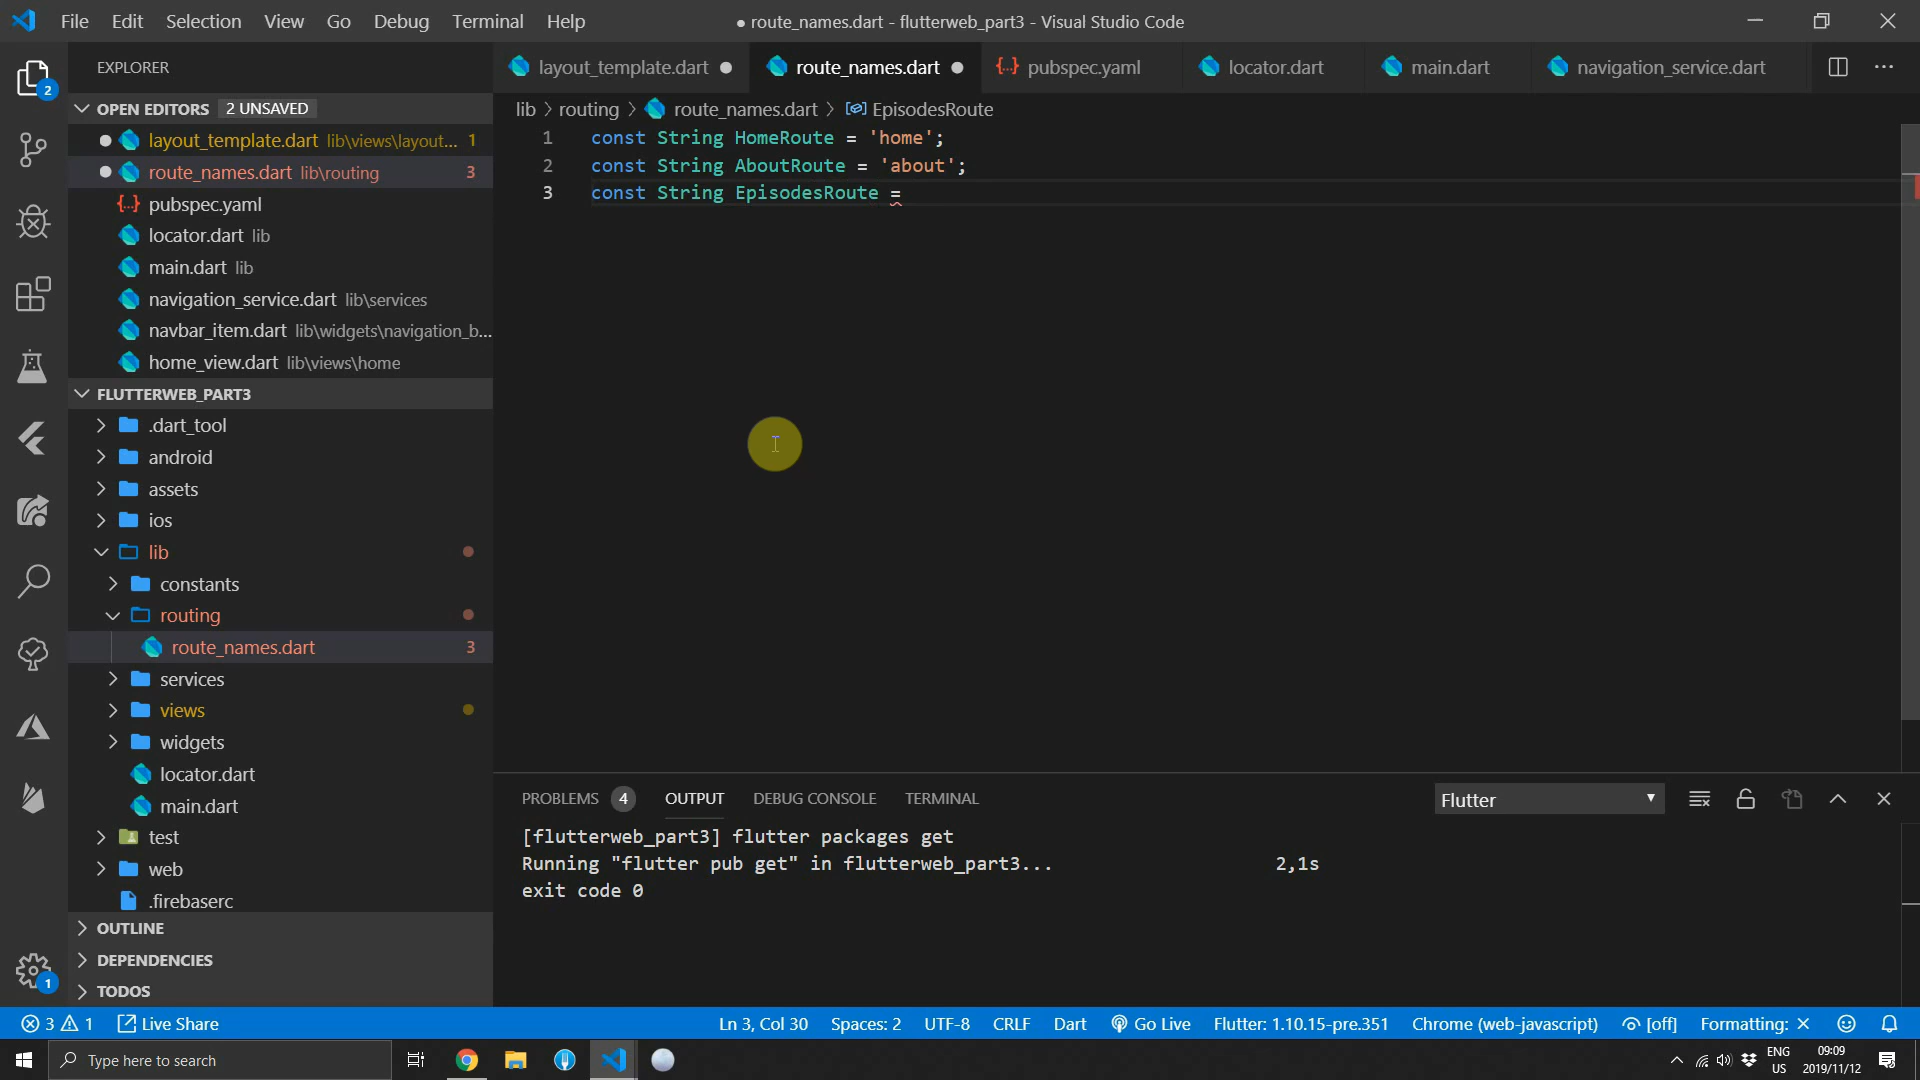 File Edit Selection View Go Debug Terminal Help
● route_names.dart - flutterweb_part3 - Visual Studio Code
EXPLORER
OPEN EDITORS 2 UNSAVED
layout_template.dart lib\views\layout... 1
route_names.dart lib\routing 3
pubspec.yaml
locator.dart lib
main.dart lib
navigation_service.dart lib\services
navbar_item.dart lib\widgets\navigation_b...
home_view.dart lib\views\home
FLUTTERWEB_PART3
.dart_tool
android
assets
ios
lib
constants
routing
route_names.dart 3
services
views
widgets
locator.dart
main.dart
test
web
.firebaserc
OUTLINE
DEPENDENCIES
TODOS
2
1
layout_template.dart route_names.dart pubspec.yaml locator.dart main.dart navigation_service.dart
lib > routing > route_names.dart > EpisodesRoute
1 const String HomeRoute = 'home';
2 const String AboutRoute = 'about';
3 const String EpisodesRoute =
PROBLEMS 4 OUTPUT DEBUG CONSOLE TERMINAL
Flutter
[flutterweb_part3] flutter packages get
Running "flutter pub get" in flutterweb_part3... 2,1s
exit code 0
3 1 Live Share
Ln 3, Col 30 Spaces: 2 UTF-8 CRLF Dart Go Live Flutter: 1.10.15-pre.351 Chrome (web-javascript) [off] Formatting: ✕
Type here to search
ENG
US
09:09
2019/11/12